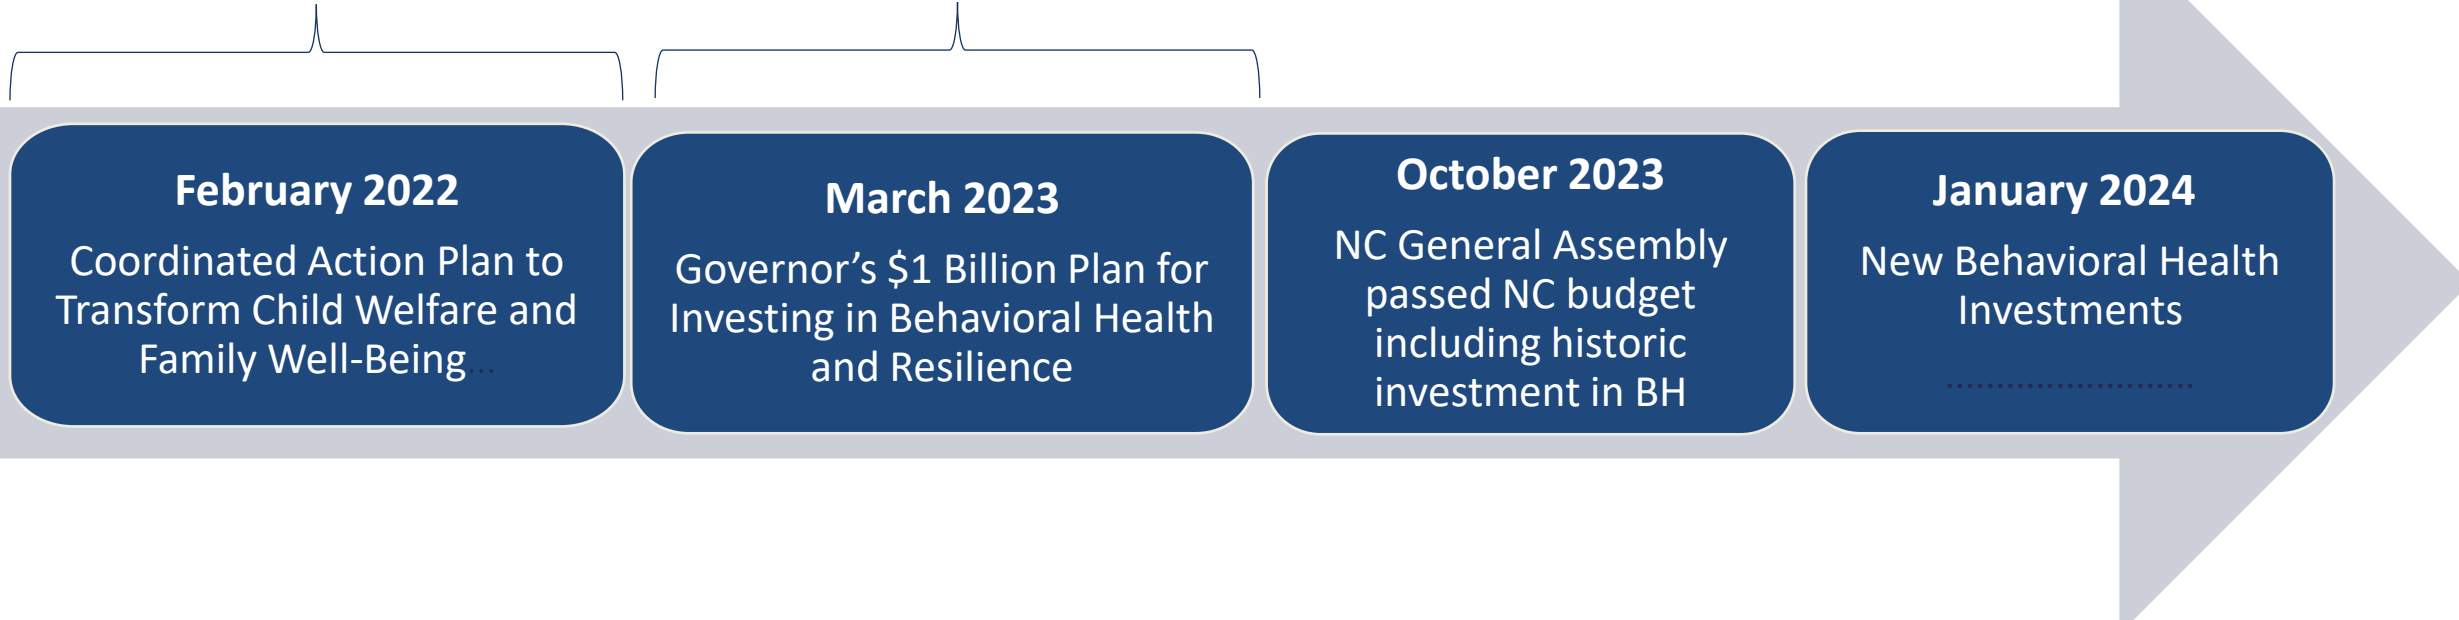 February 2022
Coordinated Action Plan to
Transform Child Welfare and
Family Well-Being...
March 2023
Governor’s $1 Billion Plan for
Investing in Behavioral Health
and Resilience
October 2023
NC General Assembly
passed NC budget
including historic
investment in BH
January 2024
New Behavioral Health
Investments
.........................